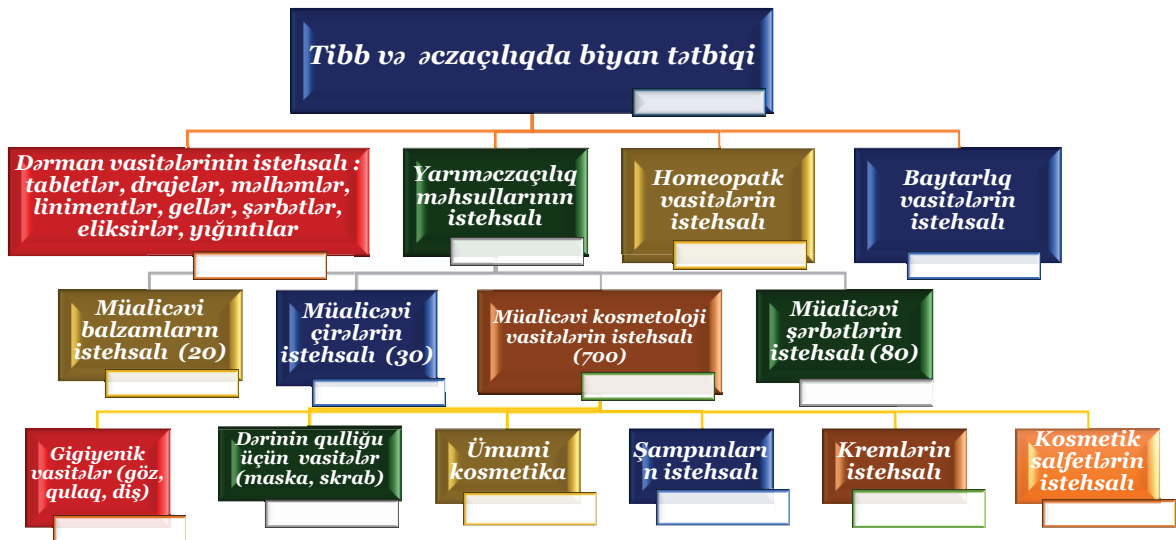 Tibb və əczaçılıqda biyan tətbiqi
Dərman vasitələrinin istehsalı :
tabletlər, drajelər, məlhəmlər,
linimentlər, gellər, şərbətlər,
eliksirlər, yığıntılar
Yarıməczaçılıq
məhsullarının
istehsalı
Homeopatk
vasitələrin
istehsalı
Baytarlıq
vasitələrin
istehsalı
Müalicəvi
balzamların
istehsalı (20)
Müalicəvi
çirələrin
istehsalı (30)
Müalicəvi kosmetoloji
vasitələrin istehsalı
(700)
Müalicəvi
şərbətlərin
istehsalı (80)
Gigiyenik
vasitələr (göz,
qulaq, diş)
Dərinin qulliğu
üçün vasitələr
(maska, skrab)
Ümumi
kosmetika
Şampunları
n istehsalı
Kremlərin
istehsalı
Kosmetik
salfetlərin
istehsalı